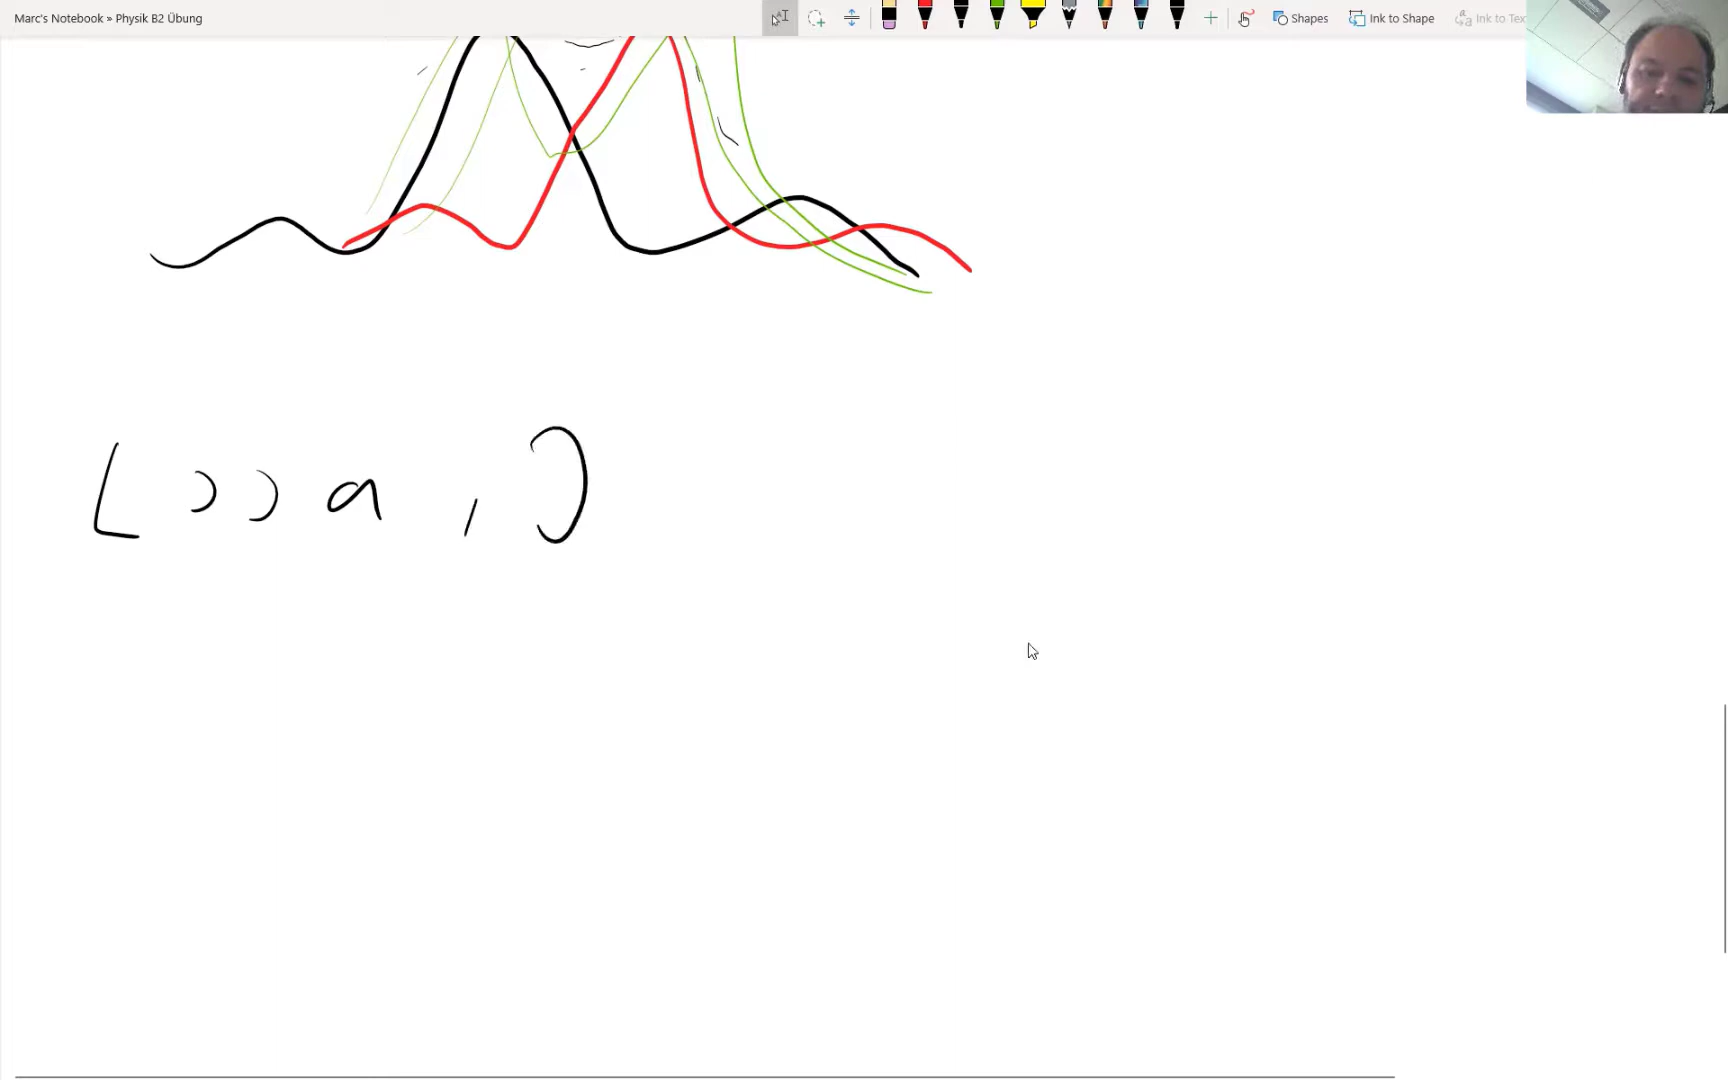 Marc's Notebook » Physik B2 Übung
Shapes
Ink to Shape
Ink to Tex
L >> a , )